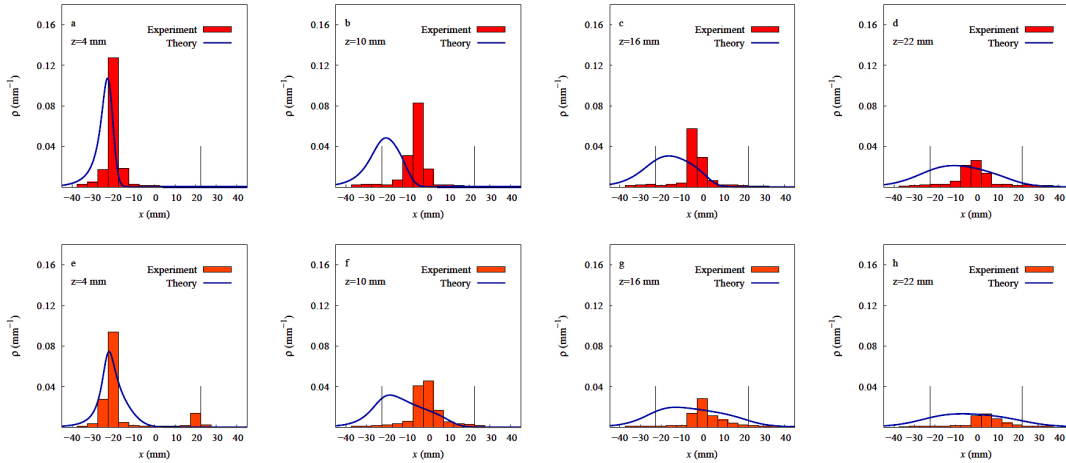 a
z=4 mm
Experiment
Theory
ρ (mm⁻¹)
0.16
0.12
0.08
0.04
−40 −30 −20 −10 0 10 20 30 40
x (mm)
b
z=10 mm
Experiment
Theory
ρ (mm⁻¹)
0.16
0.12
0.08
0.04
−40 −30 −20 −10 0 10 20 30 40
x (mm)
c
z=16 mm
Experiment
Theory
ρ (mm⁻¹)
0.16
0.12
0.08
0.04
−40 −30 −20 −10 0 10 20 30 40
x (mm)
d
z=22 mm
Experiment
Theory
ρ (mm⁻¹)
0.16
0.12
0.08
0.04
−40 −30 −20 −10 0 10 20 30 40
x (mm)
e
z=4 mm
Experiment
Theory
ρ (mm⁻¹)
0.16
0.12
0.08
0.04
−40 −30 −20 −10 0 10 20 30 40
x (mm)
f
z=10 mm
Experiment
Theory
ρ (mm⁻¹)
0.16
0.12
0.08
0.04
−40 −30 −20 −10 0 10 20 30 40
x (mm)
g
z=16 mm
Experiment
Theory
ρ (mm⁻¹)
0.16
0.12
0.08
0.04
−40 −30 −20 −10 0 10 20 30 40
x (mm)
h
z=22 mm
Experiment
Theory
ρ (mm⁻¹)
0.16
0.12
0.08
0.04
−40 −30 −20 −10 0 10 20 30 40
x (mm)